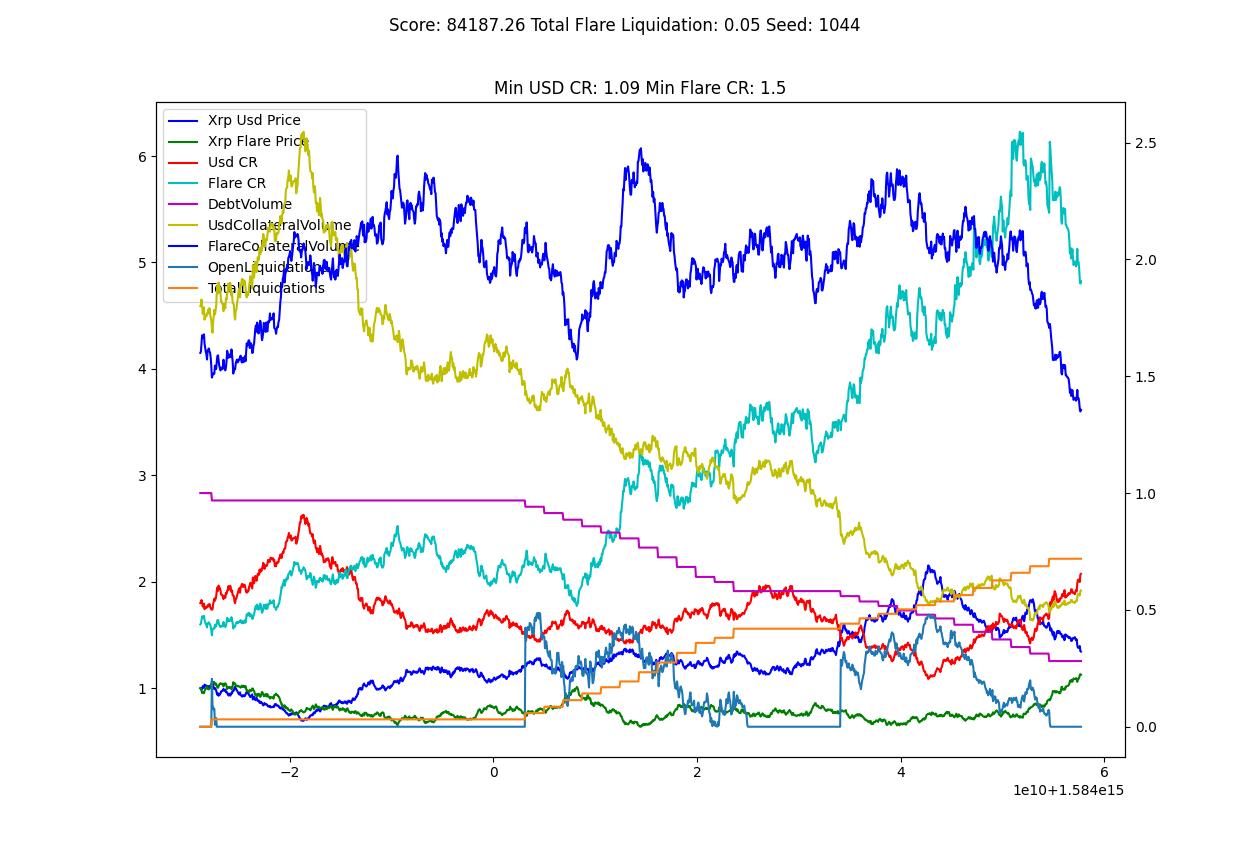 Score: 84187.26 Total Flare Liquidation: 0.05 Seed: 1044
Min USD CR: 1.09 Min Flare CR: 1.5
Xrp Usd Price
Xrp Flare Price
Usd CR
Flare CR
DebtVolume
UsdCollateralVolume
FlareCollateralVolume
OpenLiquidations
TotalLiquidations
6
5
4
3
2
1
2.5
2.0
1.5
1.0
0.5
0.0
−2
0
2
4
6
1e10+1.584e15